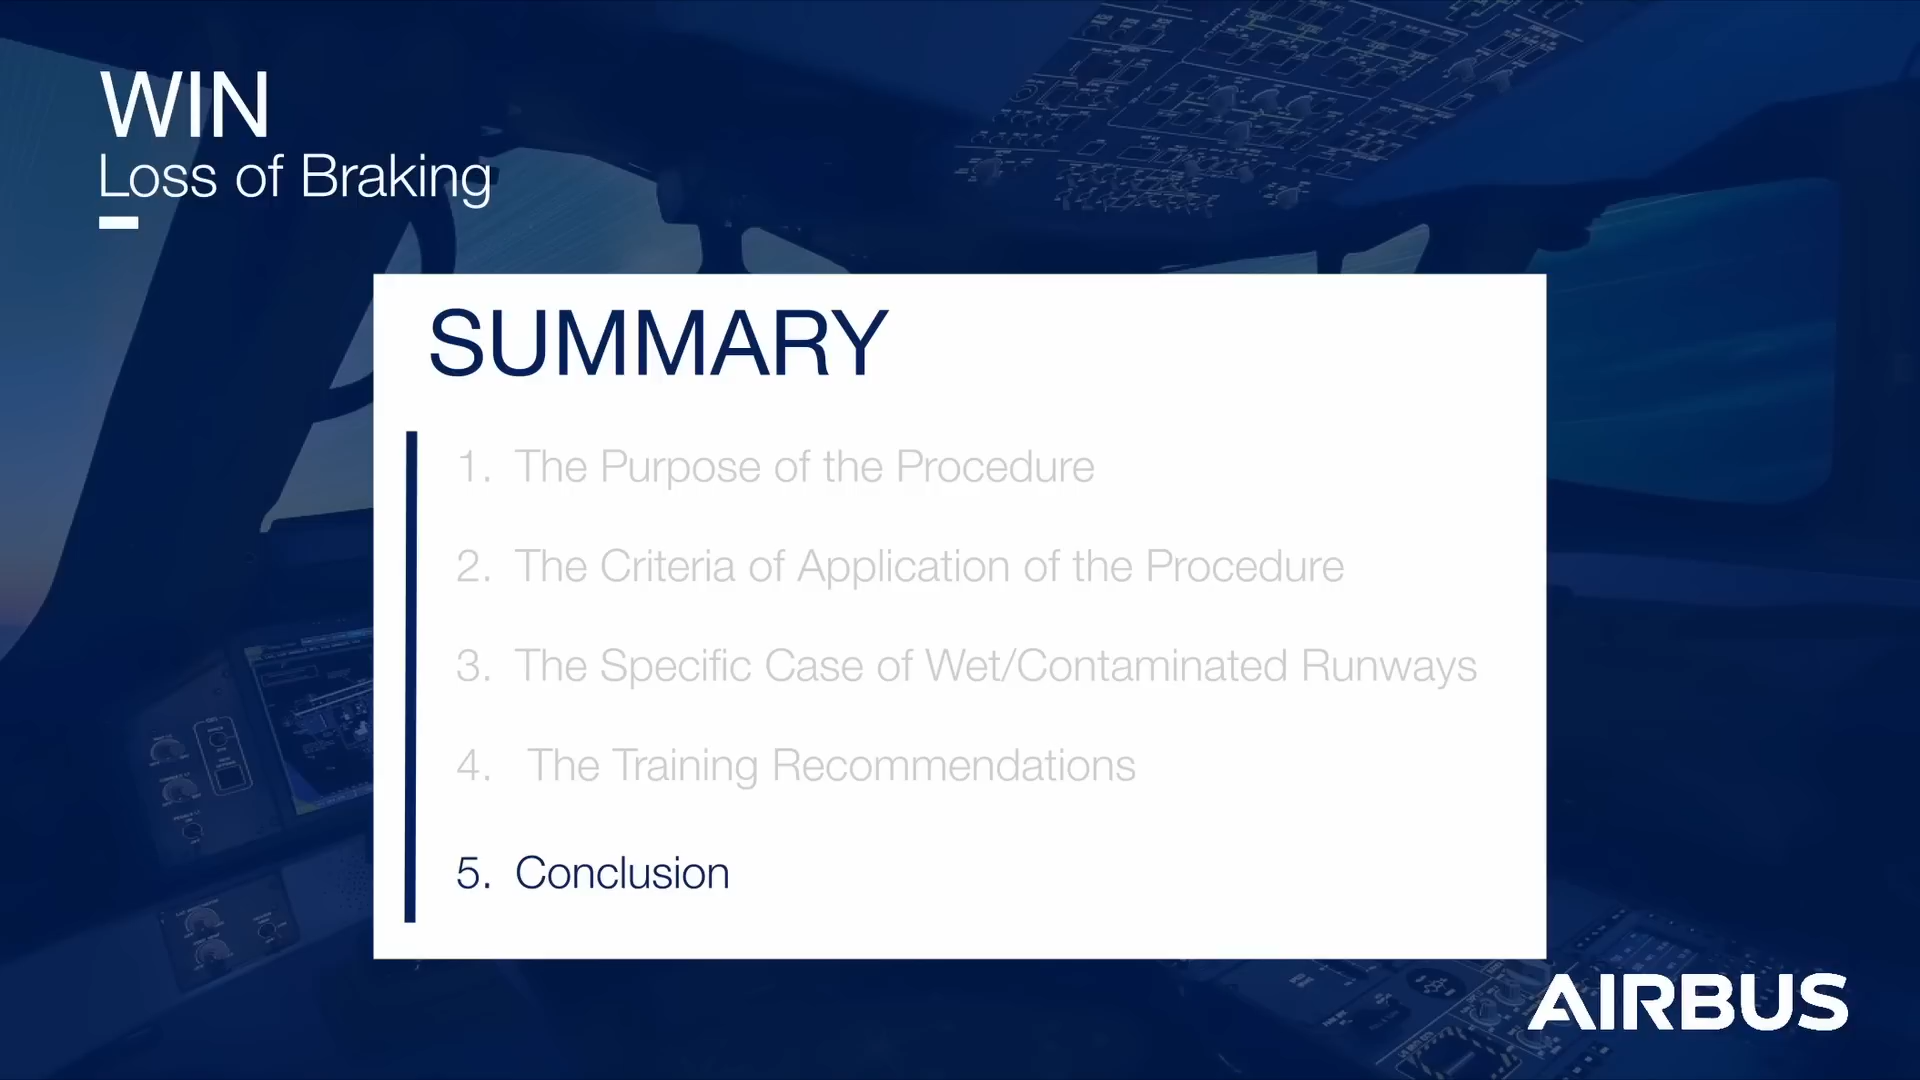 WIN
Loss of Braking
SUMMARY
1. The Purpose of the Procedure
2. The Criteria of Application of the Procedure
3. The Specific Case of Wet/Contaminated Runways
4. The Training Recommendations
5. Conclusion
AIRBUS